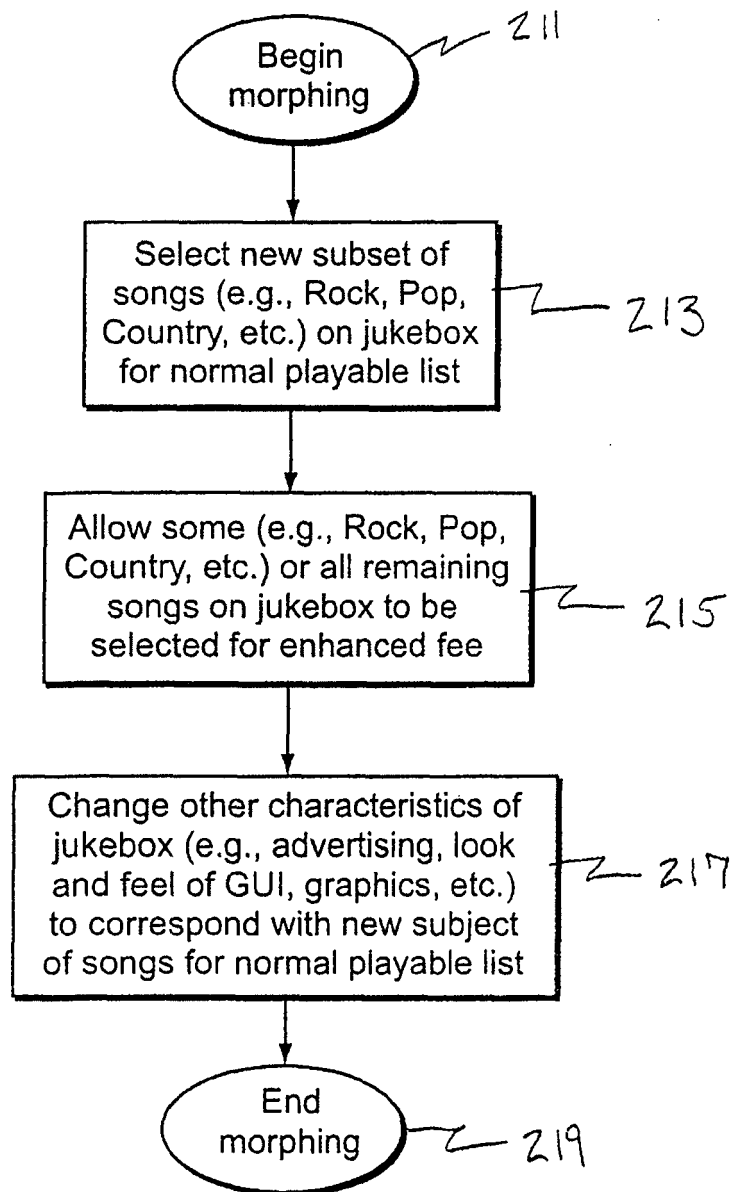 Begin
morphing
211
Select new subset of
songs (e.g., Rock, Pop,
Country, etc.) on jukebox
for normal playable list
213
Allow some (e.g., Rock, Pop,
Country, etc.) or all remaining
songs on jukebox to be
selected for enhanced fee
215
Change other characteristics of
jukebox (e.g., advertising, look
and feel of GUI, graphics, etc.)
to correspond with new subject
of songs for normal playable list
217
End
morphing
219